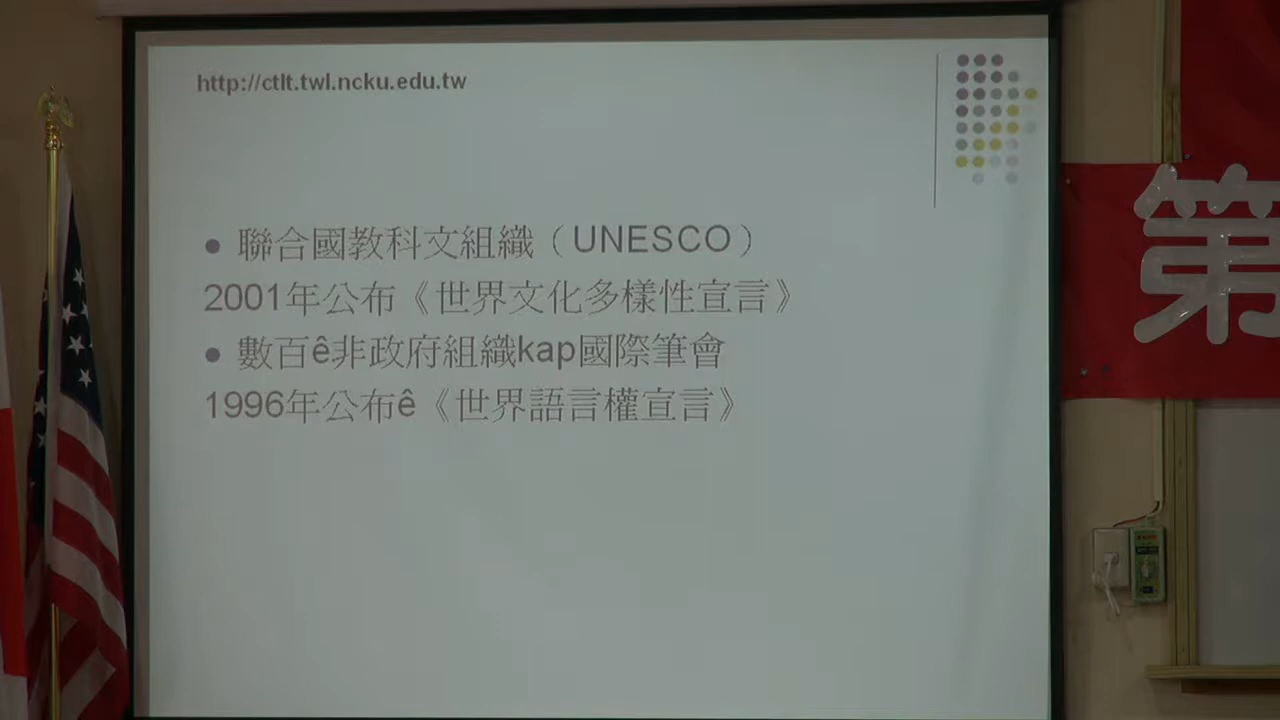 http://ctlt.twl.ncku.edu.tw
● 聯合國教科文組織（UNESCO）
2001年公布《世界文化多樣性宣言》
● 數百ê非政府組織kap國際筆會
1996年公布ê《世界語言權宣言》
第